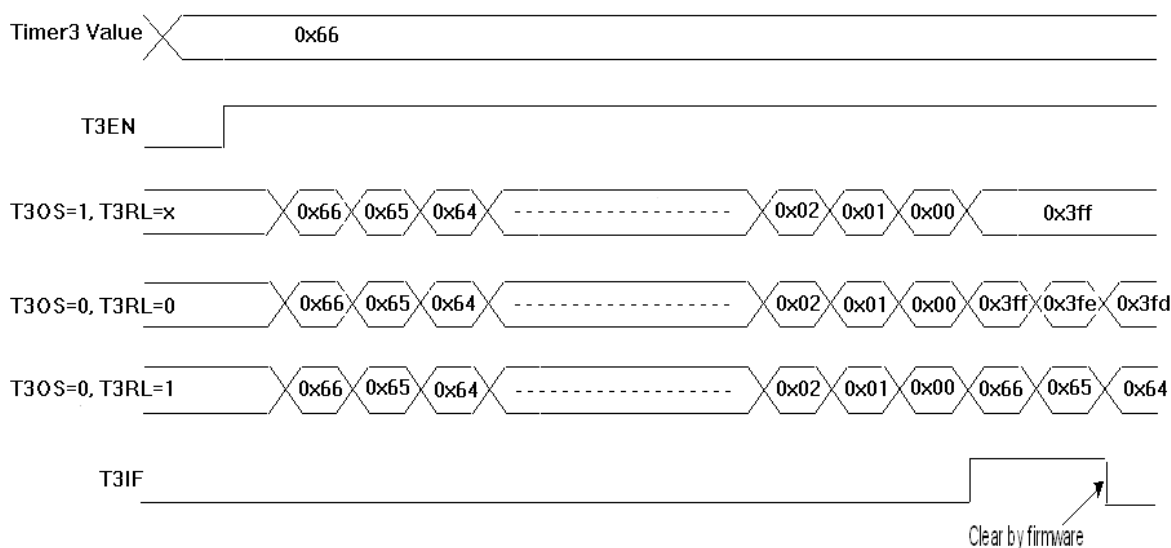 Timer3 Value 0x66
T3EN
T3OS=1, T3RL=x 0x66 0x65 0x64 0x02 0x01 0x00 0x3ff
T3OS=0, T3RL=0 0x66 0x65 0x64 0x02 0x01 0x00 0x3ff 0x3fe 0x3fd
T3OS=0, T3RL=1 0x66 0x65 0x64 0x02 0x01 0x00 0x66 0x65 0x64
T3IF
Clear by firmware